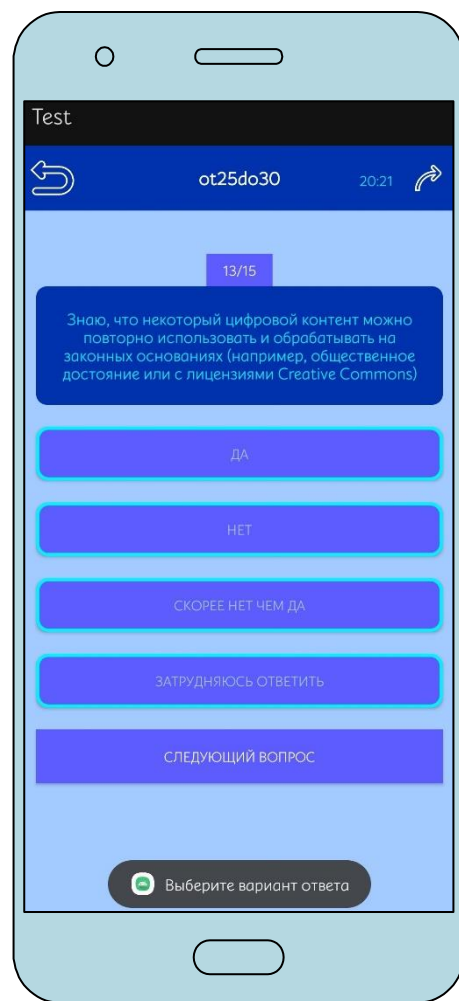 Test
ot25do30
20:21
13/15
Знаю, что некоторый цифровой контент можно
повторно использовать и обрабатывать на
законных основаниях (например, общественное
достояние или с лицензиями Creative Commons)
ДА
НЕТ
СКОРЕЕ НЕТ ЧЕМ ДА
ЗАТРУДНЯЮСЬ ОТВЕТИТЬ
СЛЕДУЮЩИЙ ВОПРОС
Выберите вариант ответа